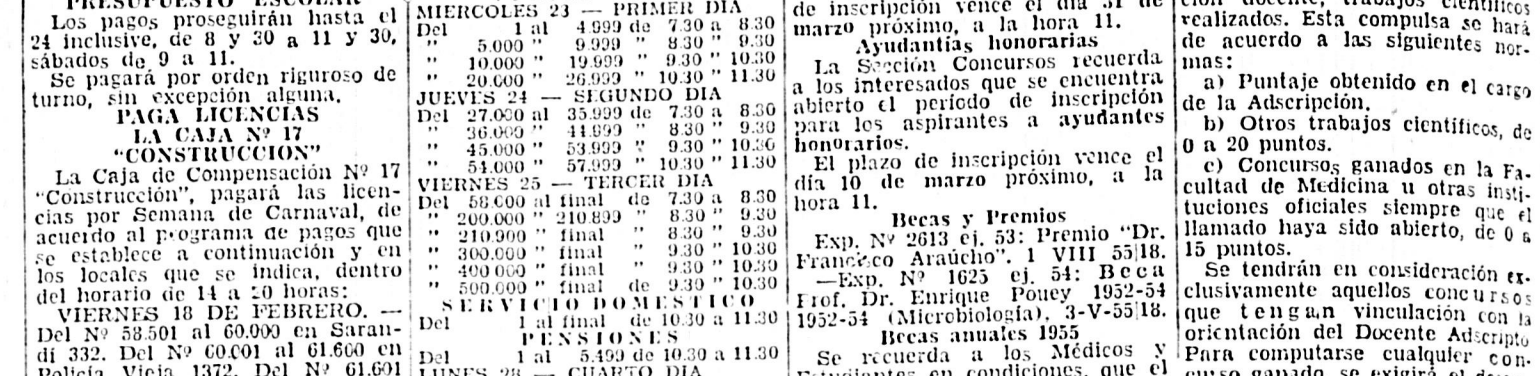 PRESUPUESTO ESCOLAR
Los pagos proseguirán hasta el
24 inclusive, de 8 y 30 a 11 y 30,
sábados de 9 a 11.
Se pagará por orden riguroso de
turno, sin excepción alguna.
PAGA LICENCIAS
LA CAJA Nº 17
"CONSTRUCCION"
La Caja de Compensación Nº 17
"Construcción", pagará las licen-
cias por Semana de Carnaval, de
acuerdo al programa de pagos que
se establece a continuación y en
los locales que se indica, dentro
del horario de 14 a 20 horas:
VIERNES 18 DE FEBRERO. —
Del Nº 58.501 al 60.000 en Saran-
dí 332. Del Nº 60.001 al 61.600 en
Policía Vieja 1372. Del Nº 61.601
MIERCOLES 23 — PRIMER DIA
Del 1 al 4.999 de 7.30 a 8.30
" 5.000 " 9.999 " 8.30 " 9.30
" 10.000 " 19.999 " 9.30 " 10.30
" 20.000 " 26.999 " 10.30 " 11.30
JUEVES 24 — SEGUNDO DIA
Del 27.000 al 35.999 de 7.30 a 8.30
" 36.000 " 44.999 " 8.30 " 9.30
" 45.000 " 53.999 " 9.30 " 10.30
" 54.000 " 57.999 " 10.30 " 11.30
VIERNES 25 — TERCER DIA
Del 58.000 al final de 7.30 a 8.30
" 200.000 " 210.899 " 8.30 " 9.30
" 210.900 " final " 8.30 " 9.30
" 300.000 " final " 9.30 " 10.30
" 400.000 " final " 9.30 " 10.30
" 500.000 " final de 9.30 " 10.30
SERVICIO DOMESTICO
Del 1 al final de 10.30 a 11.30
PENSIONES
Del 1 al 5.499 de 10.30 a 11.30
LUNES 28 — CUARTO DIA
de inscripción vence el día 31 de
marzo próximo, a la hora 11.
Ayudantías honorarias
La Sección Concursos recuerda
a los interesados que se encuentra
abierto el período de inscripción
para los aspirantes a ayudantes
honorarios.
El plazo de inscripción vence el
día 10 de marzo próximo, a la
hora 11.
Becas y Premios
Exp. Nº 2613 ej. 53: Premio "Dr.
Francisco Araúcho". 1 VIII 55|18.
—Exp. Nº 1625 ej. 54: Beca
Prof. Dr. Enrique Pouey 1952-54
1952-54 (Microbiología), 3-V-55|18.
Becas anuales 1955
Se recuerda a los Médicos y
Estudiantes en condiciones, que el
ción docente, trabajos científicos
realizados. Esta compulsa se hará
de acuerdo a las siguientes nor-
mas:
a) Puntaje obtenido en el cargo
de la Adscripción.
b) Otros trabajos científicos, de
0 a 20 puntos.
c) Concursos ganados en la Fa-
cultad de Medicina u otras insti-
tuciones oficiales siempre que el
llamado haya sido abierto, de 0 a
15 puntos.
Se tendrán en consideración ex-
clusivamente aquellos concursos
que tengan vinculación con la
orientación del Docente Adscripto
Para computarse cualquier con-
curso ganado, se exigirá el